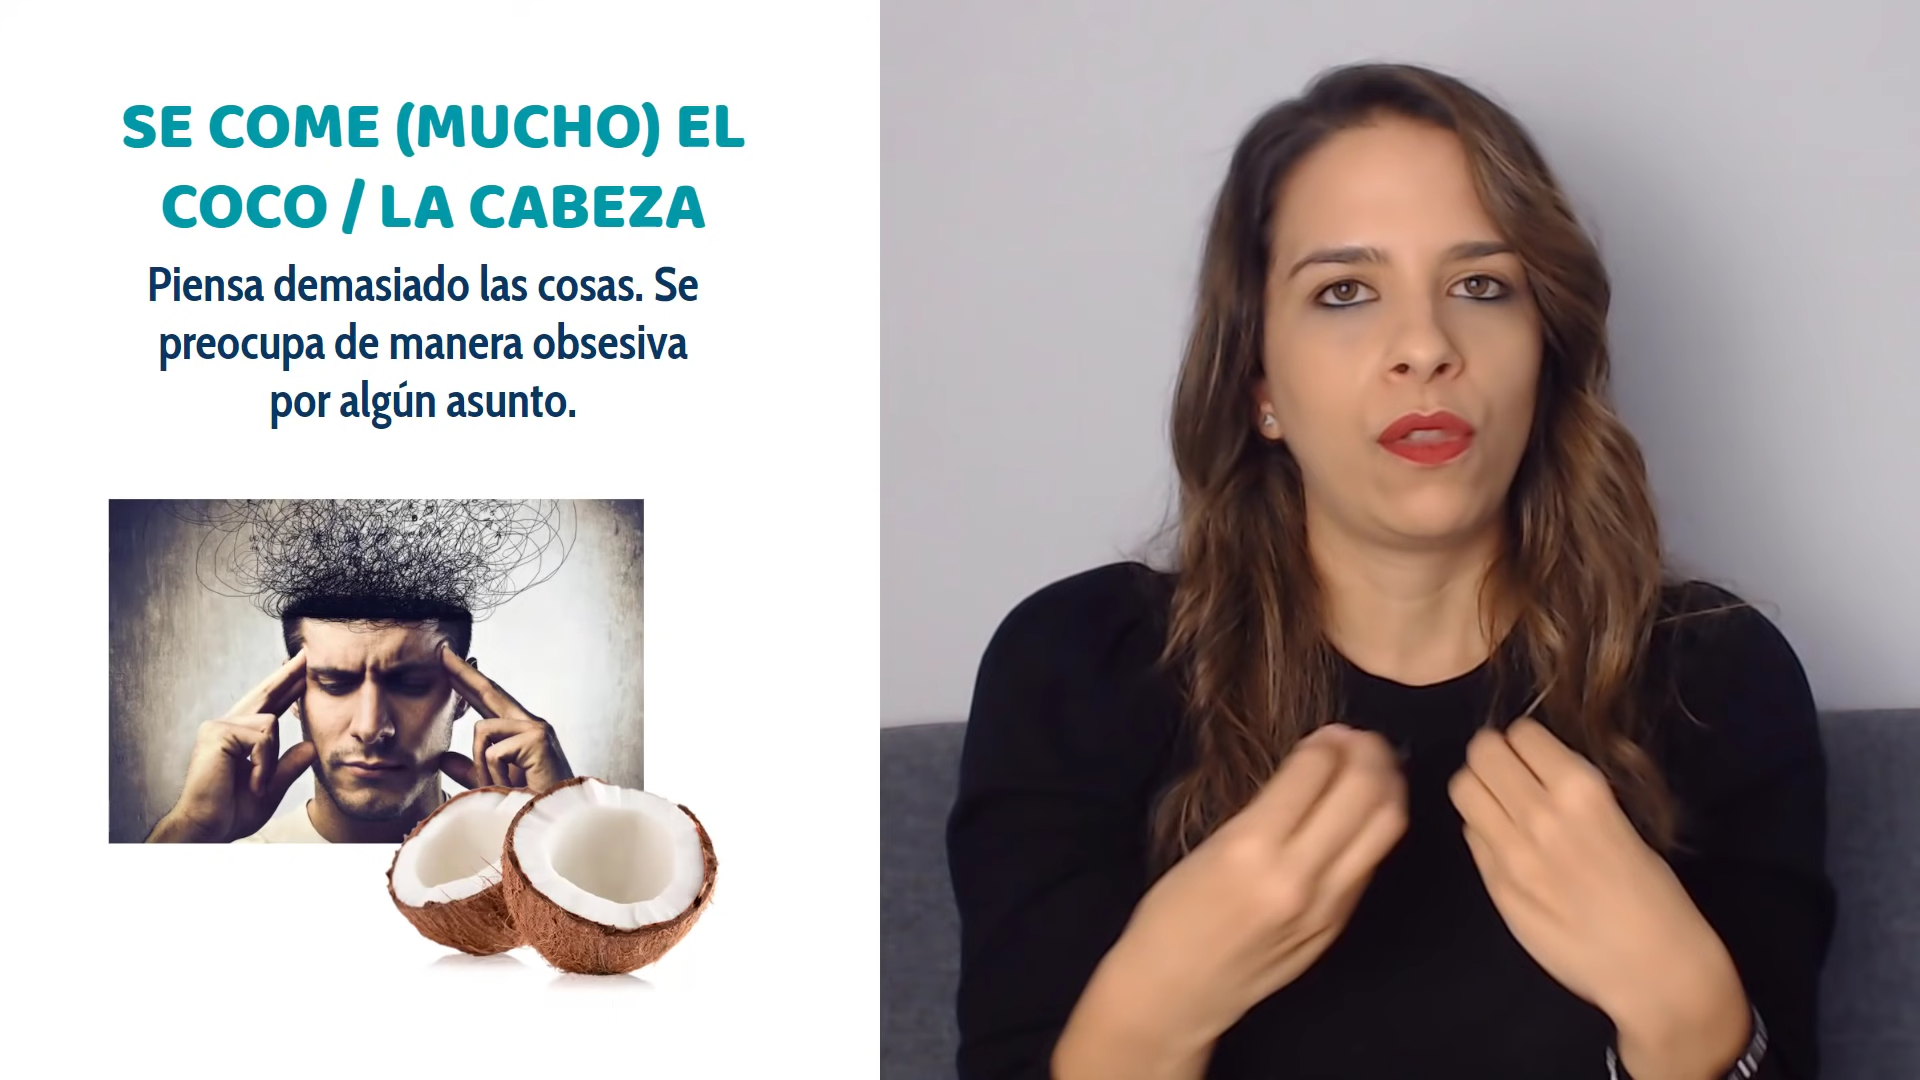 SE COME (MUCHO) EL
COCO / LA CABEZA
Piensa demasiado las cosas. Se
preocupa de manera obsesiva
por algún asunto.